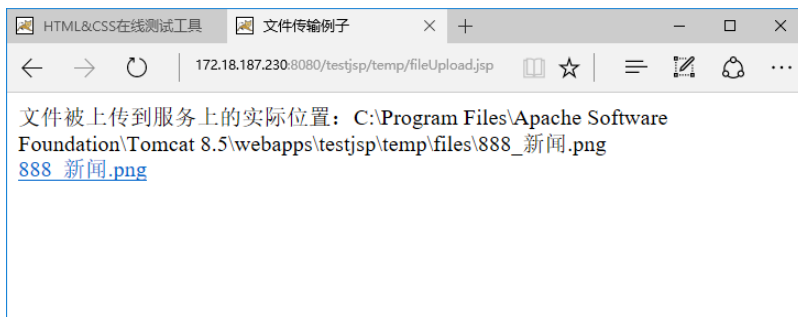 HTML&CSS在线测试工具
文件传输例子
172.18.187.230:8080/testjsp/temp/fileUpload.jsp
文件被上传到服务上的实际位置：C:\Program Files\Apache Software
Foundation\Tomcat 8.5\webapps\testjsp\temp\files\888_新闻.png
888_新闻.png